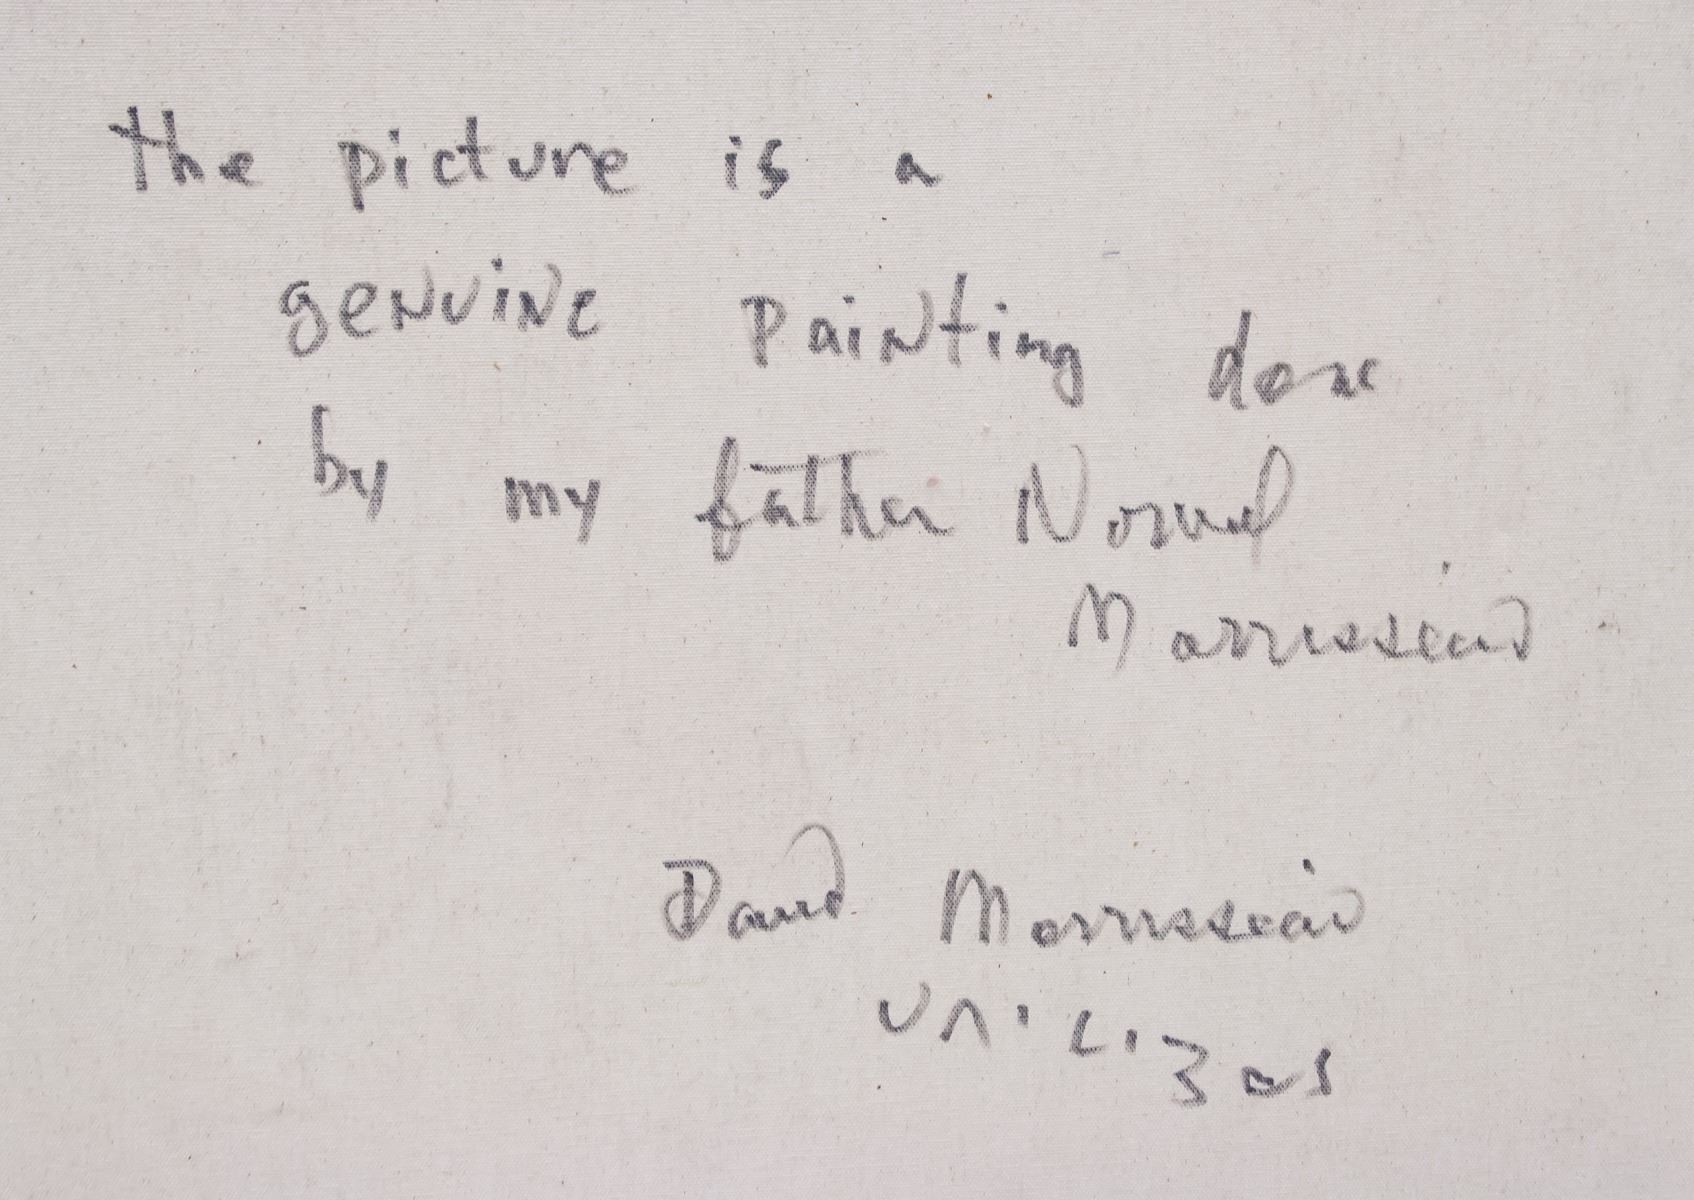 the picture is a
genuine painting done
by my father Norval
Morrisseau
David Morrisseau